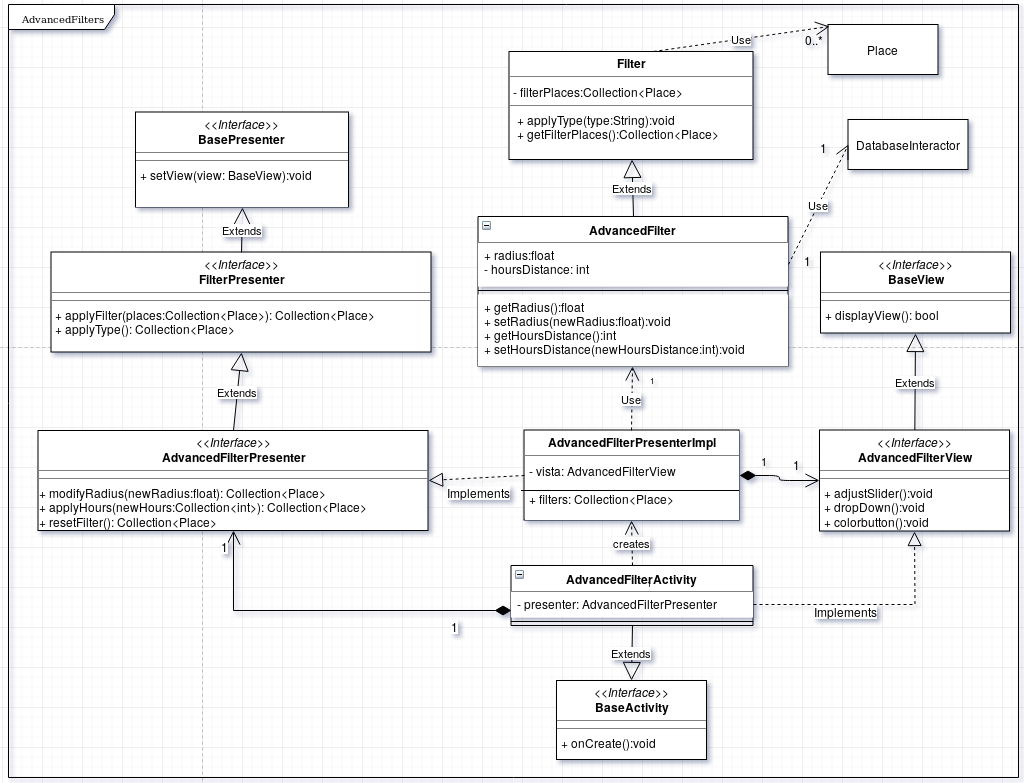 AdvancedFilters
Use
0..*
Place
Filter
- filterPlaces:Collection<Place>
+ applyType(type:String):void
+ getFilterPlaces():Collection<Place>
<<Interface>>
BasePresenter
+ setView(view: BaseView):void
1
DatabaseInteractor
Extends
Use
Extends
AdvancedFilter
+ radius:float
- hoursDistance: int
+ getRadius():float
+ setRadius(newRadius:float):void
+ getHoursDistance():int
+ setHoursDistance(newHoursDistance:int):void
1
<<Interface>>
FilterPresenter
+ applyFilter(places:Collection<Place>): Collection<Place>
+ applyType(): Collection<Place>
<<Interface>>
BaseView
+ displayView(): bool
Extends
1
Use
Extends
<<Interface>>
AdvancedFilterPresenter
+ modifyRadius(newRadius:float): Collection<Place>
+ applyHours(newHours:Collection<int>): Collection<Place>
+ resetFilter(): Collection<Place>
Implements
AdvancedFilterPresenterImpl
- vista: AdvancedFilterView
+ filters: Collection<Place>
1
1
<<Interface>>
AdvancedFilterView
+ adjustSlider():void
+ dropDown():void
+ colorbutton():void
1
creates
AdvancedFilterActivity
- presenter: AdvancedFilterPresenter
Implements
1
Extends
<<Interface>>
BaseActivity
+ onCreate():void